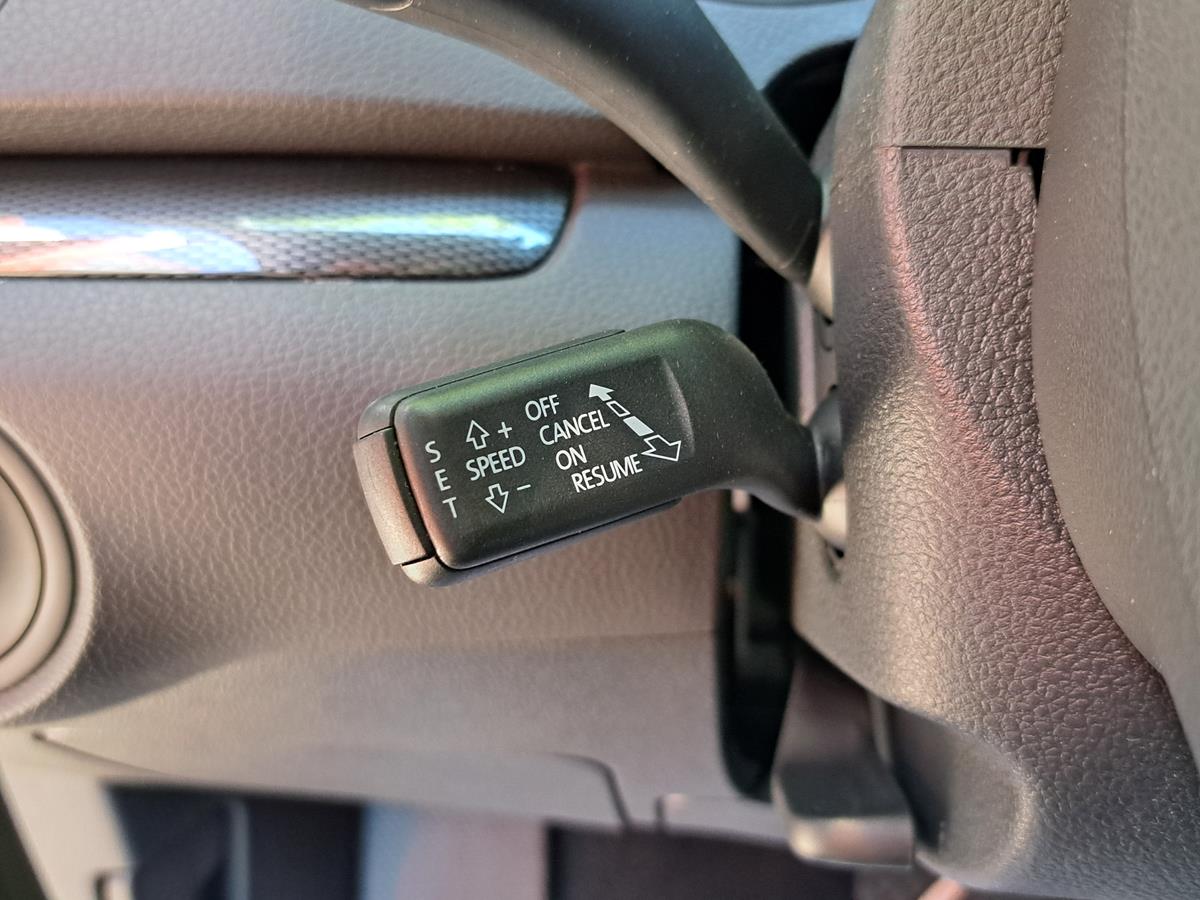 S
E
T
+
SPEED
−
OFF
CANCEL
ON
RESUME